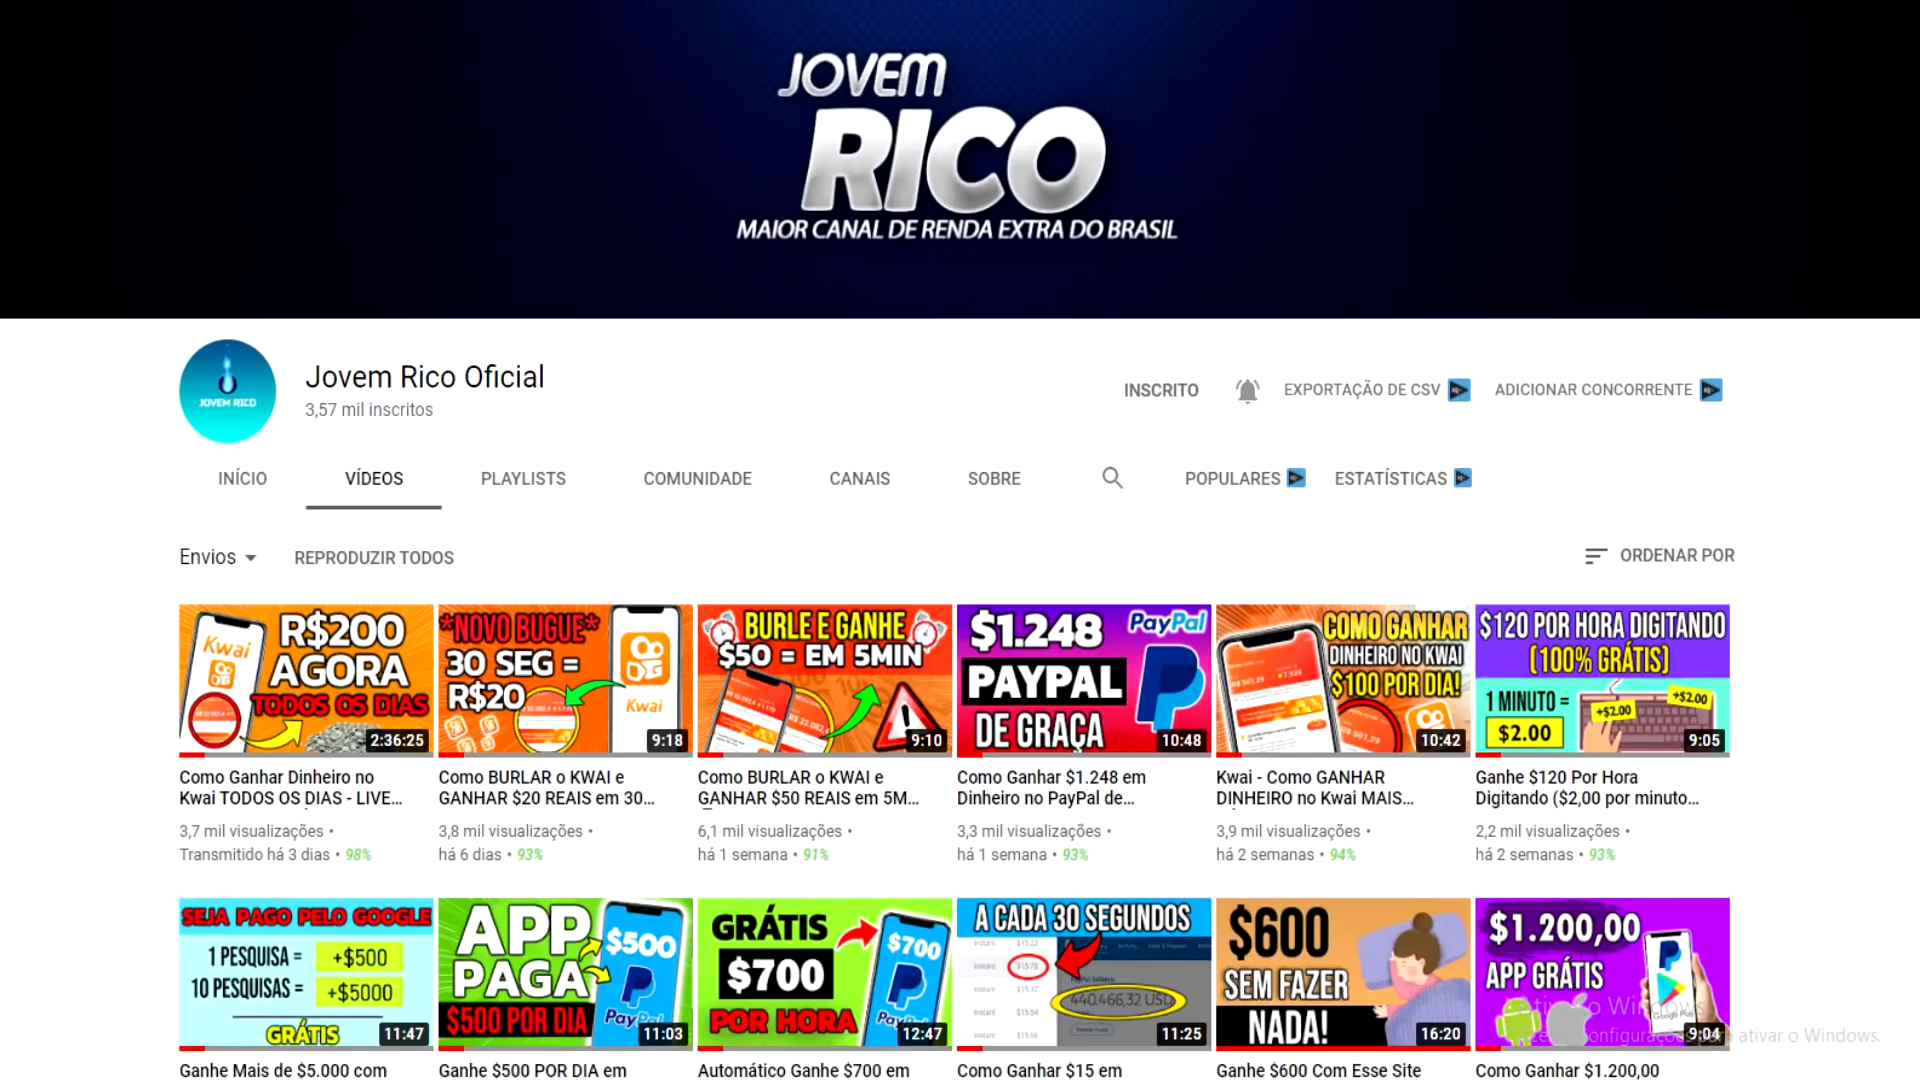 JOVEM
RICO
MAIOR CANAL DE RENDA EXTRA DO BRASIL
JOVEM RICO
Jovem Rico Oficial
3,57 mil inscritos
INSCRITO
EXPORTAÇÃO DE CSV
ADICIONAR CONCORRENTE
INÍCIO
VÍDEOS
PLAYLISTS
COMUNIDADE
CANAIS
SOBRE
POPULARES
ESTATÍSTICAS
Envios
REPRODUZIR TODOS
ORDENAR POR
Kwai
R$200
AGORA
TODOS OS DIAS
2:36:25
*NOVO BUGUE*
30 SEG =
R$20
Kwai
9:18
BURLE E GANHE
$50 = EM 5MIN
9:10
$1.248
PayPal
PAYPAL
DE GRAÇA
10:48
COMO GANHAR
DINHEIRO NO KWAI
$100 POR DIA!
R$ 501,29
10:42
$120 POR HORA DIGITANDO
(100% GRÁTIS)
1 MINUTO =
$2.00
+$2.00
+$2.00
9:05
Como Ganhar Dinheiro no
Kwai TODOS OS DIAS - LIVE...
3,7 mil visualizações •
Transmitido há 3 dias • 98%
Como BURLAR o KWAI e
GANHAR $20 REAIS em 30...
3,8 mil visualizações •
há 6 dias • 93%
Como BURLAR o KWAI e
GANHAR $50 REAIS em 5M...
6,1 mil visualizações •
há 1 semana • 91%
Como Ganhar $1.248 em
Dinheiro no PayPal de...
3,3 mil visualizações •
há 1 semana • 93%
Kwai - Como GANHAR
DINHEIRO no Kwai MAIS...
3,9 mil visualizações •
há 2 semanas • 94%
Ganhe $120 Por Hora
Digitando ($2,00 por minuto...
2,2 mil visualizações •
há 2 semanas • 93%
SEJA PAGO PELO GOOGLE
1 PESQUISA = +$500
10 PESQUISAS = +$5000
GRÁTIS
11:47
APP
PAGA
$500 POR DIA
$500
PayPal
11:03
GRÁTIS
$700
POR HORA
$700
12:47
A CADA 30 SEGUNDOS
440.466,32 USD
11:25
$600
SEM FAZER
NADA!
16:20
$1.200,00
APP GRÁTIS
Google Play
9:04
ativar o Windows.
Ganhe Mais de $5.000 com
Ganhe $500 POR DIA em
Automático Ganhe $700 em
Como Ganhar $15 em
Ganhe $600 Com Esse Site
Como Ganhar $1.200,00